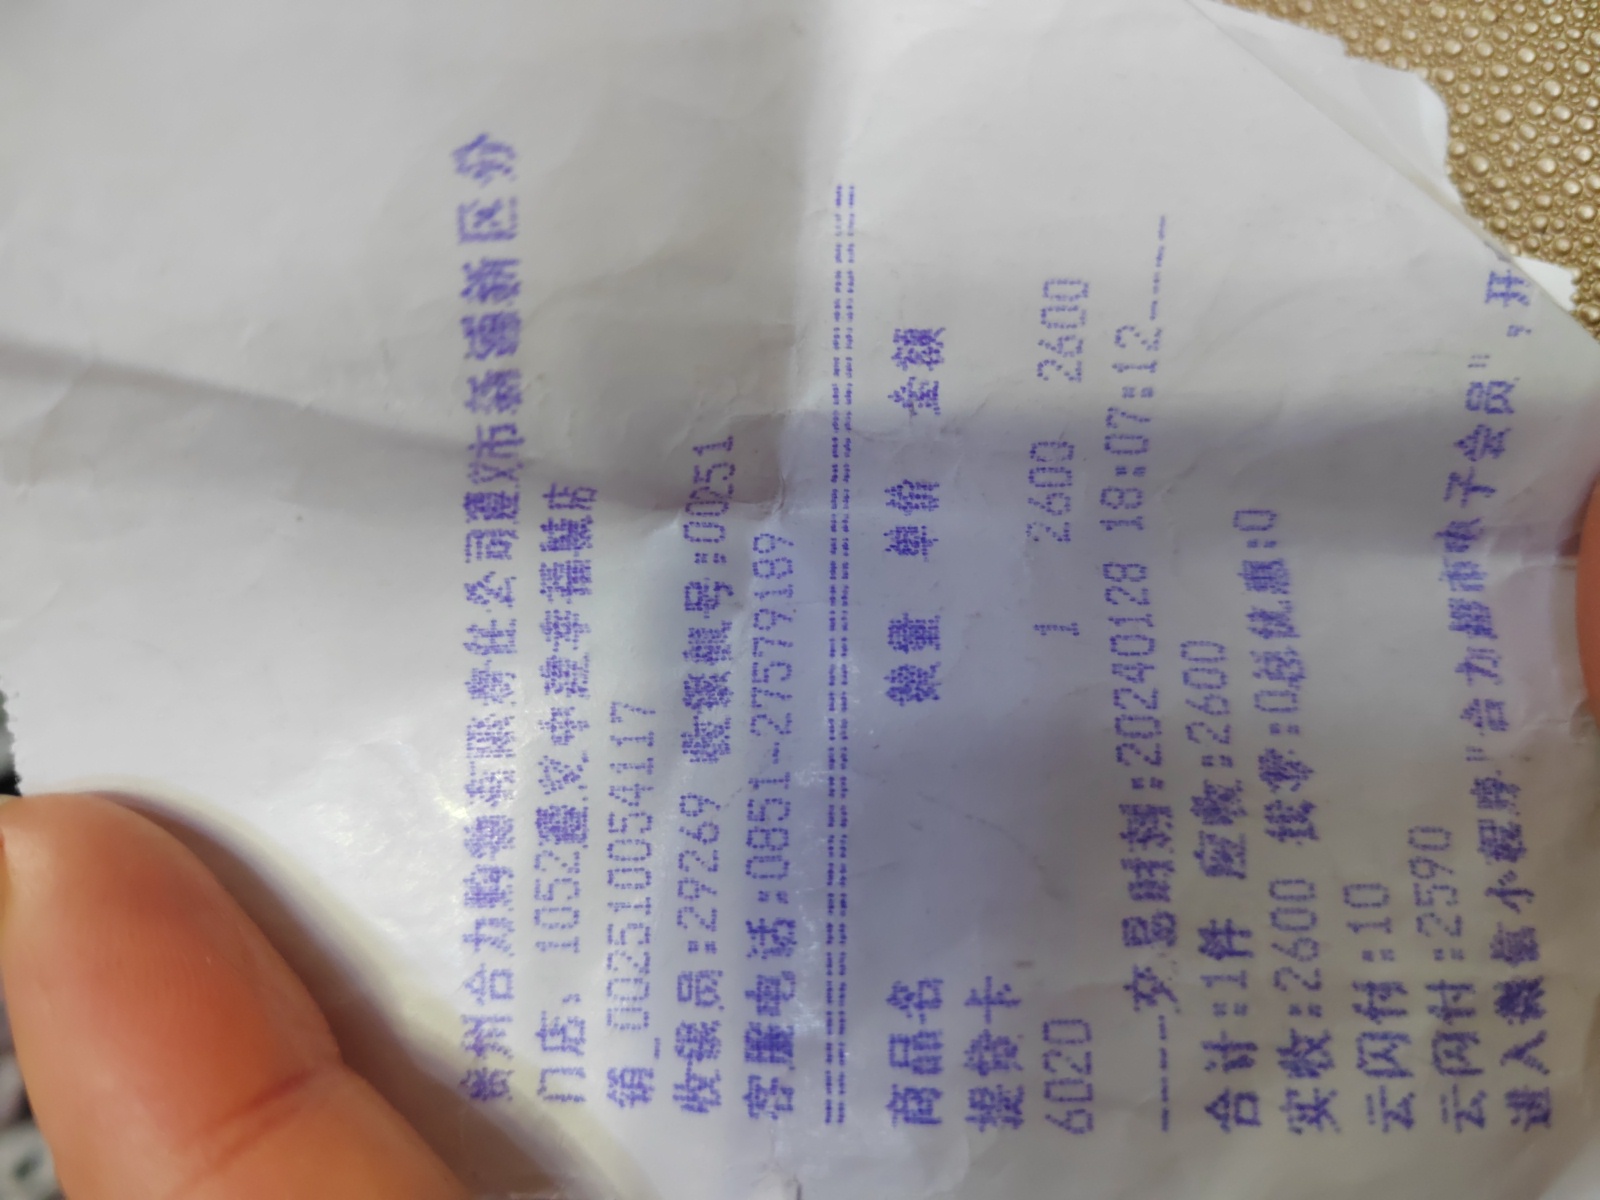 贵州合力购物有限责任公司遵义市新浦新区分
门店: 1052遵义中建幸福城店
销_00251005411​7
收银员:29269 收银机号:00251
客服电话:0851-27579189
商品名 数量 单价 金额
提货卡
6020 1 2600 2600
-----交易时刻:20240128 18:07:12-----
合计:1件 应收:2600
实收:2600 找零:0总优惠:0
云闪付:10
云闪付:2590
进入微信小程序"合力超市电子会员",开